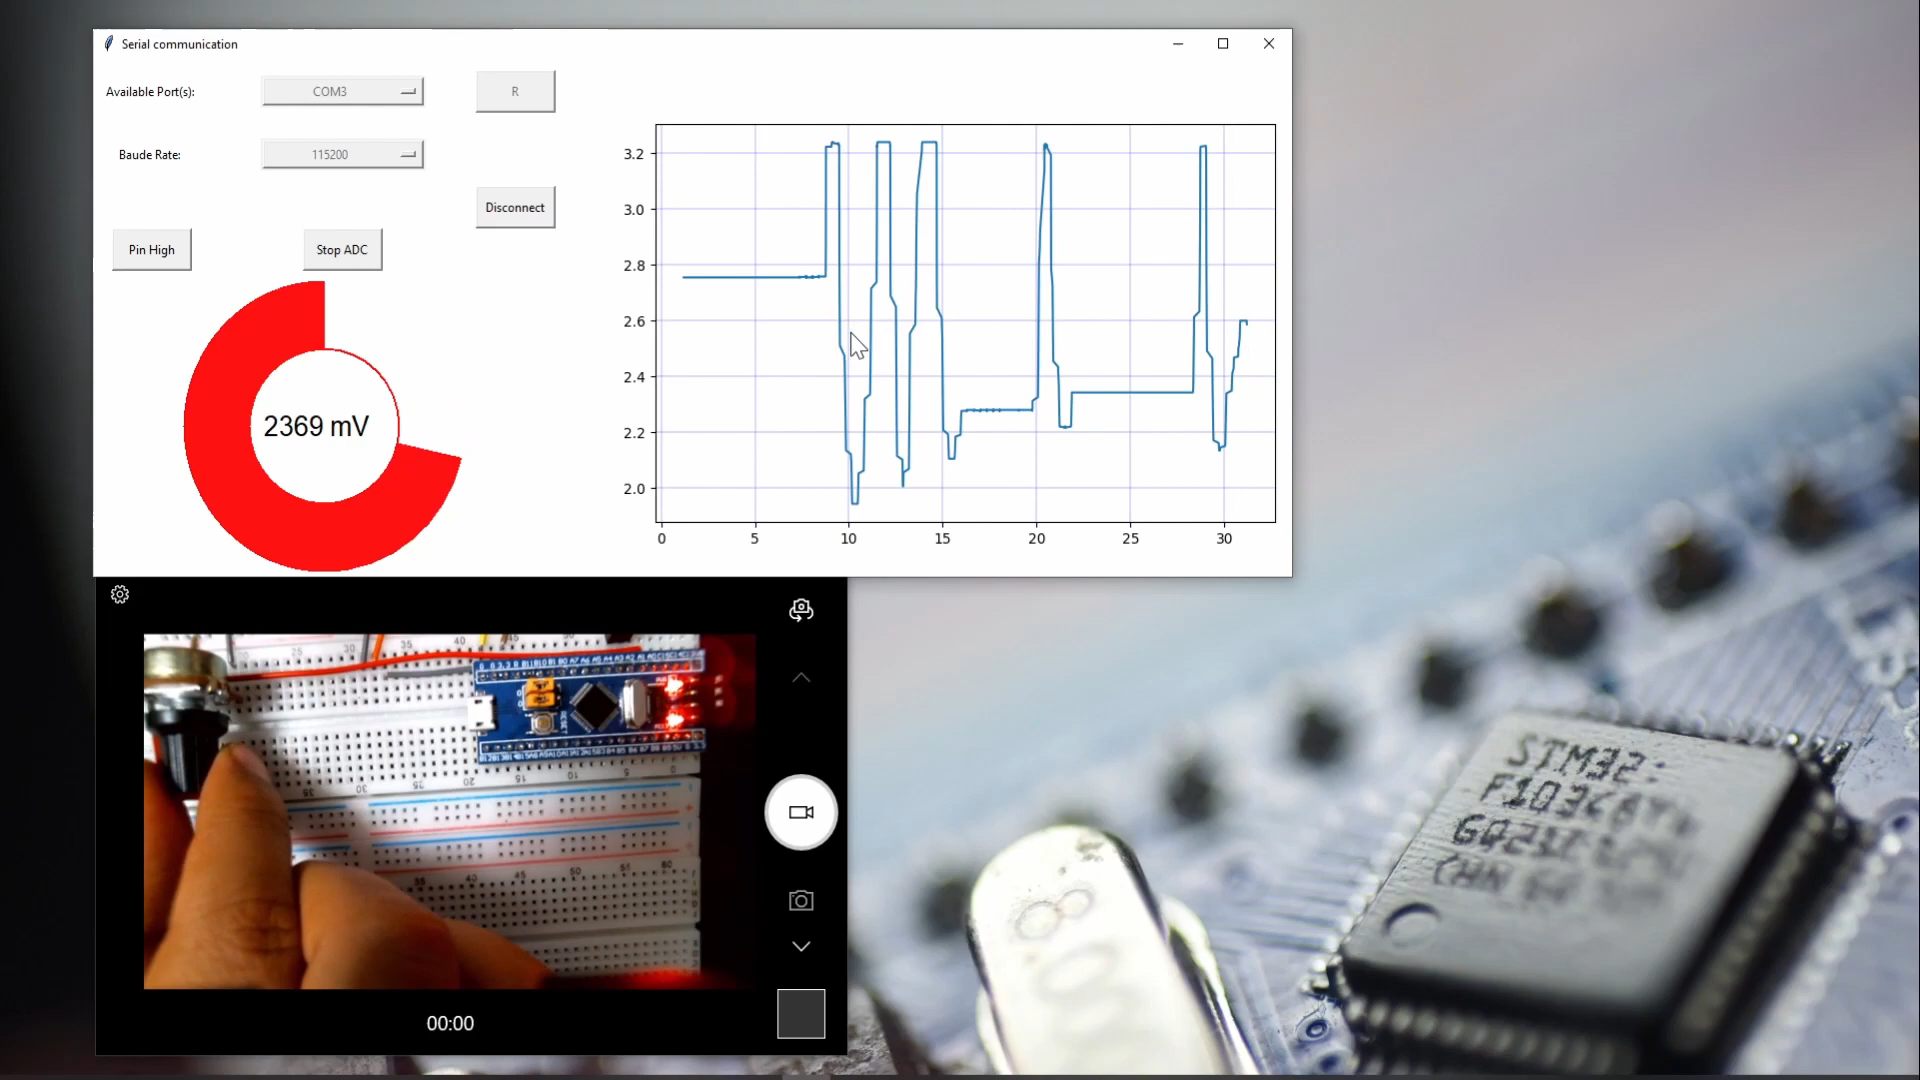 Serial communication
Available Port(s):
COM3
R
Baude Rate:
115200
Disconnect
Pin High
Stop ADC
2369 mV
3.2
3.0
2.8
2.6
2.4
2.2
2.0
0 5 10 15 20 25 30
00:00
STM32